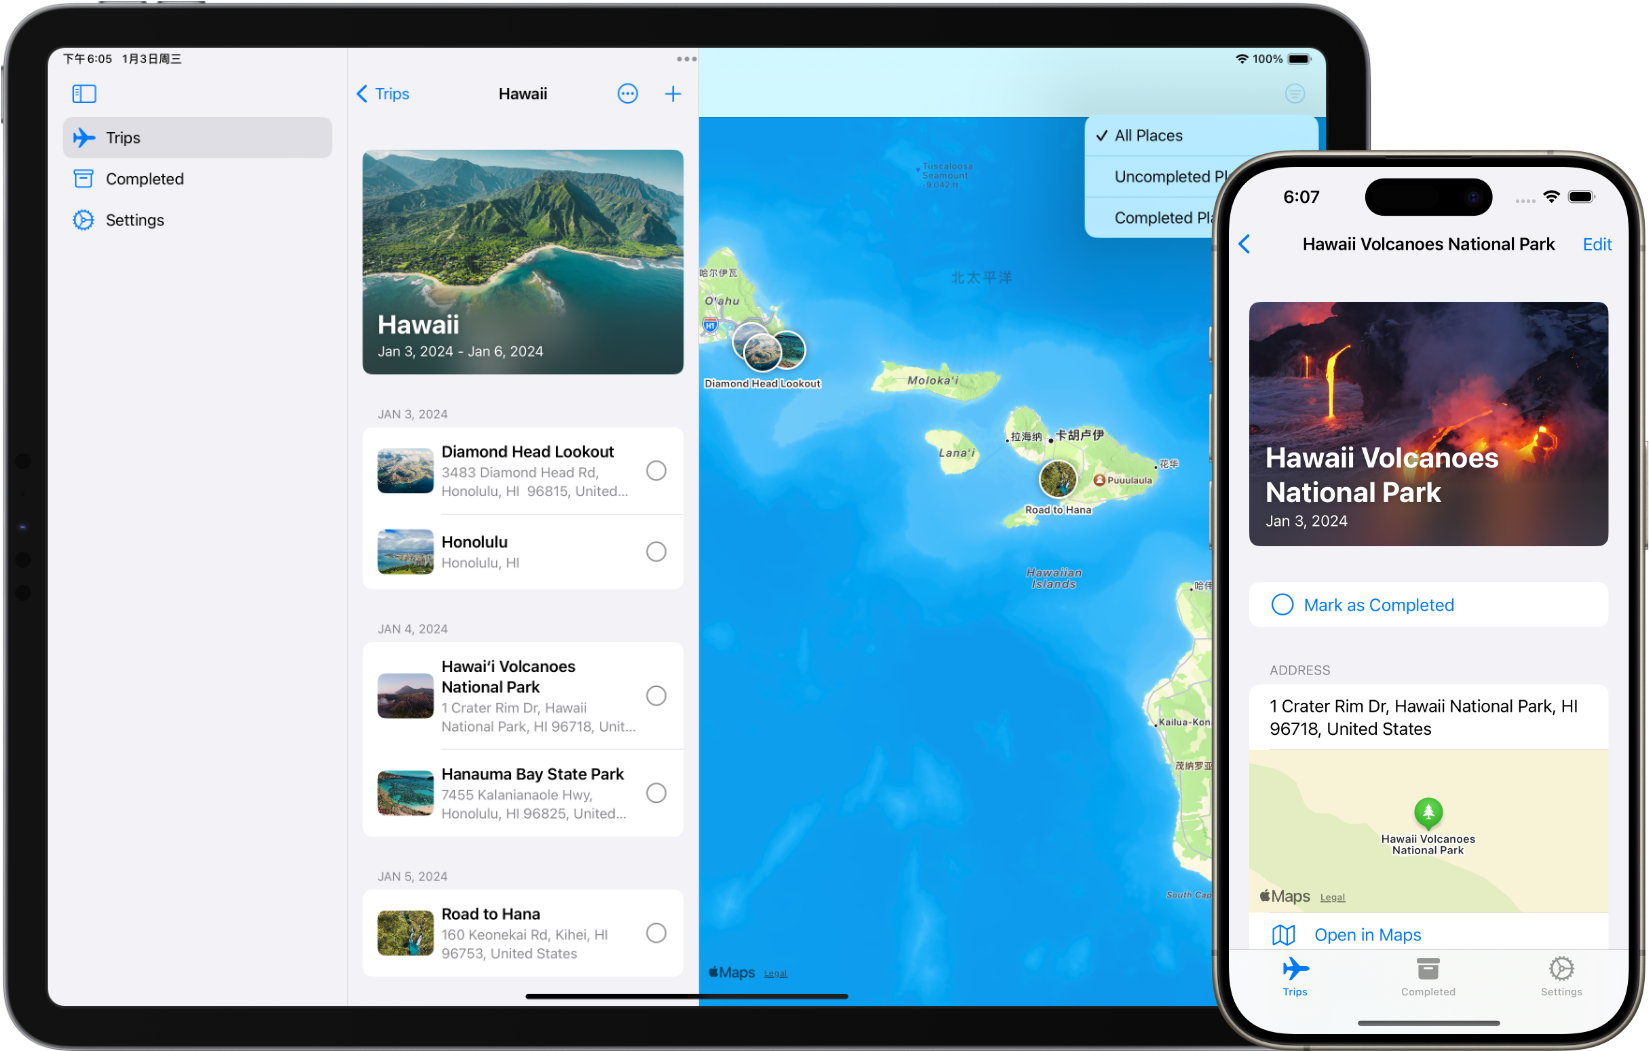 下午6:05 1月3日周三
Trips
Completed
Settings
Trips
Hawaii
Hawaii
Jan 3, 2024 - Jan 6, 2024
JAN 3, 2024
Diamond Head Lookout
3483 Diamond Head Rd,
Honolulu, HI 96815, United...
Honolulu
Honolulu, HI
JAN 4, 2024
Hawaiʻi Volcanoes
National Park
1 Crater Rim Dr, Hawaii
National Park, HI 96718, Unit...
Hanauma Bay State Park
7455 Kalanianaole Hwy,
Honolulu, HI 96825, United...
JAN 5, 2024
Road to Hana
160 Keonekai Rd, Kihei, HI
96753, United States
100%
All Places
Uncompleted Pl
Completed Pla
Tuscaloosa
Seamount
9,042 ft
北太平洋
哈尔伊瓦
O'ahu
H1
Diamond Head Lookout
Moloka'i
Lana'i
拉海纳
卡胡卢伊
花华
Puuulaula
Road to Hana
Hawaiian
Islands
哈伟
Kailua-Kon
茂纳罗亚
South Cap
Maps Legal
6:07
Hawaii Volcanoes National Park
Edit
Hawaii Volcanoes
National Park
Jan 3, 2024
Mark as Completed
ADDRESS
1 Crater Rim Dr, Hawaii National Park, HI
96718, United States
Hawaii Volcanoes
National Park
Maps Legal
Open in Maps
Trips
Completed
Settings